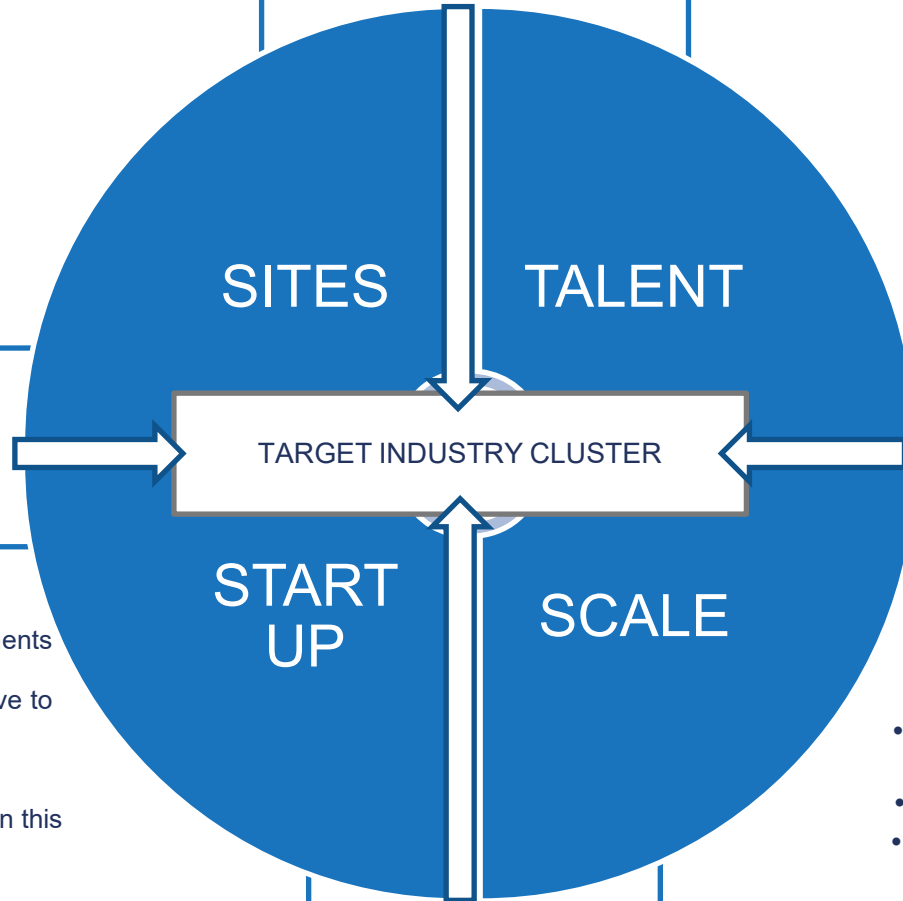 SITES
TALENT
TARGET INDUSTRY CLUSTER
START
UP
SCALE
ents
ve to
n this
•
•
•